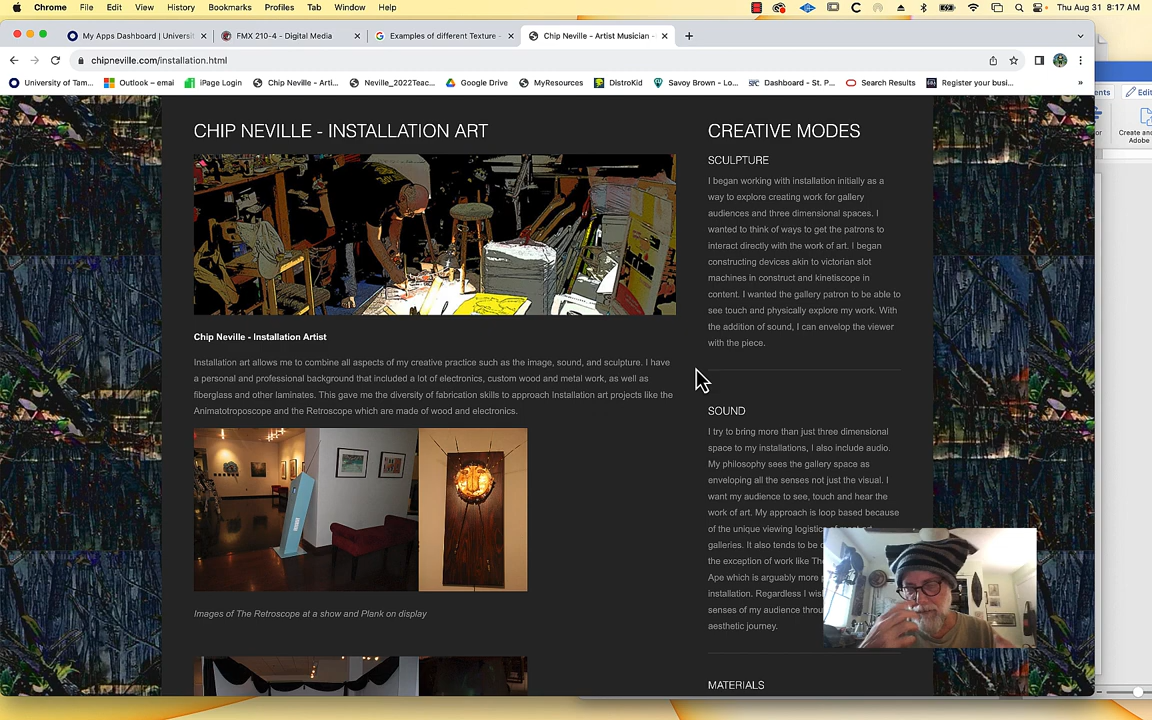 Chrome File Edit View History Bookmarks Profiles Tab Window Help Thu Aug 31 8:17 AM
My Apps Dashboard | Universit
FMX 210-4 - Digital Media
Examples of different Texture -
Chip Neville - Artist Musician -
chipneville.com/installation.html
University of Tam... Outlook – emai iPage Login Chip Neville - Arti... Neville_2022Teac... Google Drive MyResources DistroKid Savoy Brown - Lo... Dashboard - St. P... Search Results Register your busi... »
Edit
Create and
Adobe
CHIP NEVILLE - INSTALLATION ART
Chip Neville - Installation Artist
Installation art allows me to combine all aspects of my creative practice such as the image, sound, and sculpture. I have
a personal and professional background that included a lot of electronics, custom wood and metal work, as well as
fiberglass and other laminates. This gave me the diversity of fabrication skills to approach Installation art projects like the
Animatotroposcope and the Retroscope which are made of wood and electronics.
Images of The Retroscope at a show and Plank on display
CREATIVE MODES
SCULPTURE
I began working with installation initially as a
way to explore creating work for gallery
audiences and three dimensional spaces. I
wanted to think of ways to get the patrons to
interact directly with the work of art. I began
constructing devices akin to victorian slot
machines in construct and kinetiscope in
content. I wanted the gallery patron to be able to
see touch and physically explore my work. With
the addition of sound, I can envelop the viewer
with the piece.
SOUND
I try to bring more than just three dimensional
space to my installations, I also include audio.
My philosophy sees the gallery space as
enveloping all the senses not just the visual. I
want my audience to see, touch and hear the
work of art. My approach is loop based because
of the unique viewing logistics
galleries. It also tends to be
the exception of work like
Ape which is arguably more
installation. Regardless I
senses of my audience
aesthetic journey.
MATERIALS